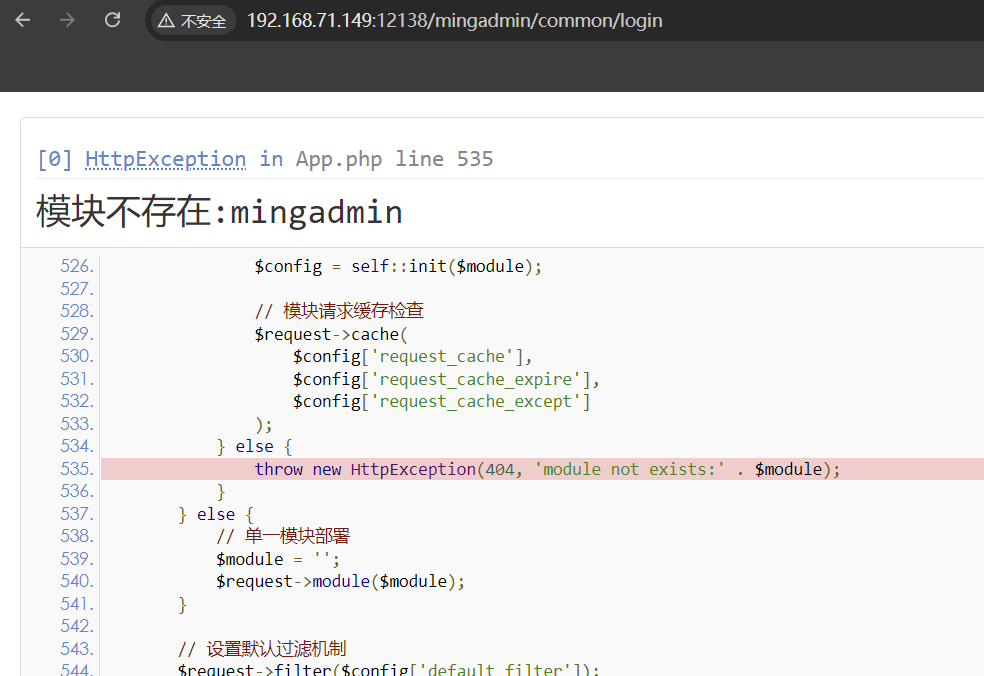 不安全 192.168.71.149:12138/mingadmin/common/login
[0] HttpException in App.php line 535
模块不存在:mingadmin
526. $config = self::init($module);
527.
528. // 模块请求缓存检查
529. $request->cache(
530. $config['request_cache'],
531. $config['request_cache_expire'],
532. $config['request_cache_except']
533. );
534. } else {
535. throw new HttpException(404, 'module not exists:' . $module);
536. }
537. } else {
538. // 单一模块部署
539. $module = '';
540. $request->module($module);
541. }
542.
543. // 设置默认过滤机制
544. $request->filter($config['default_filter']);